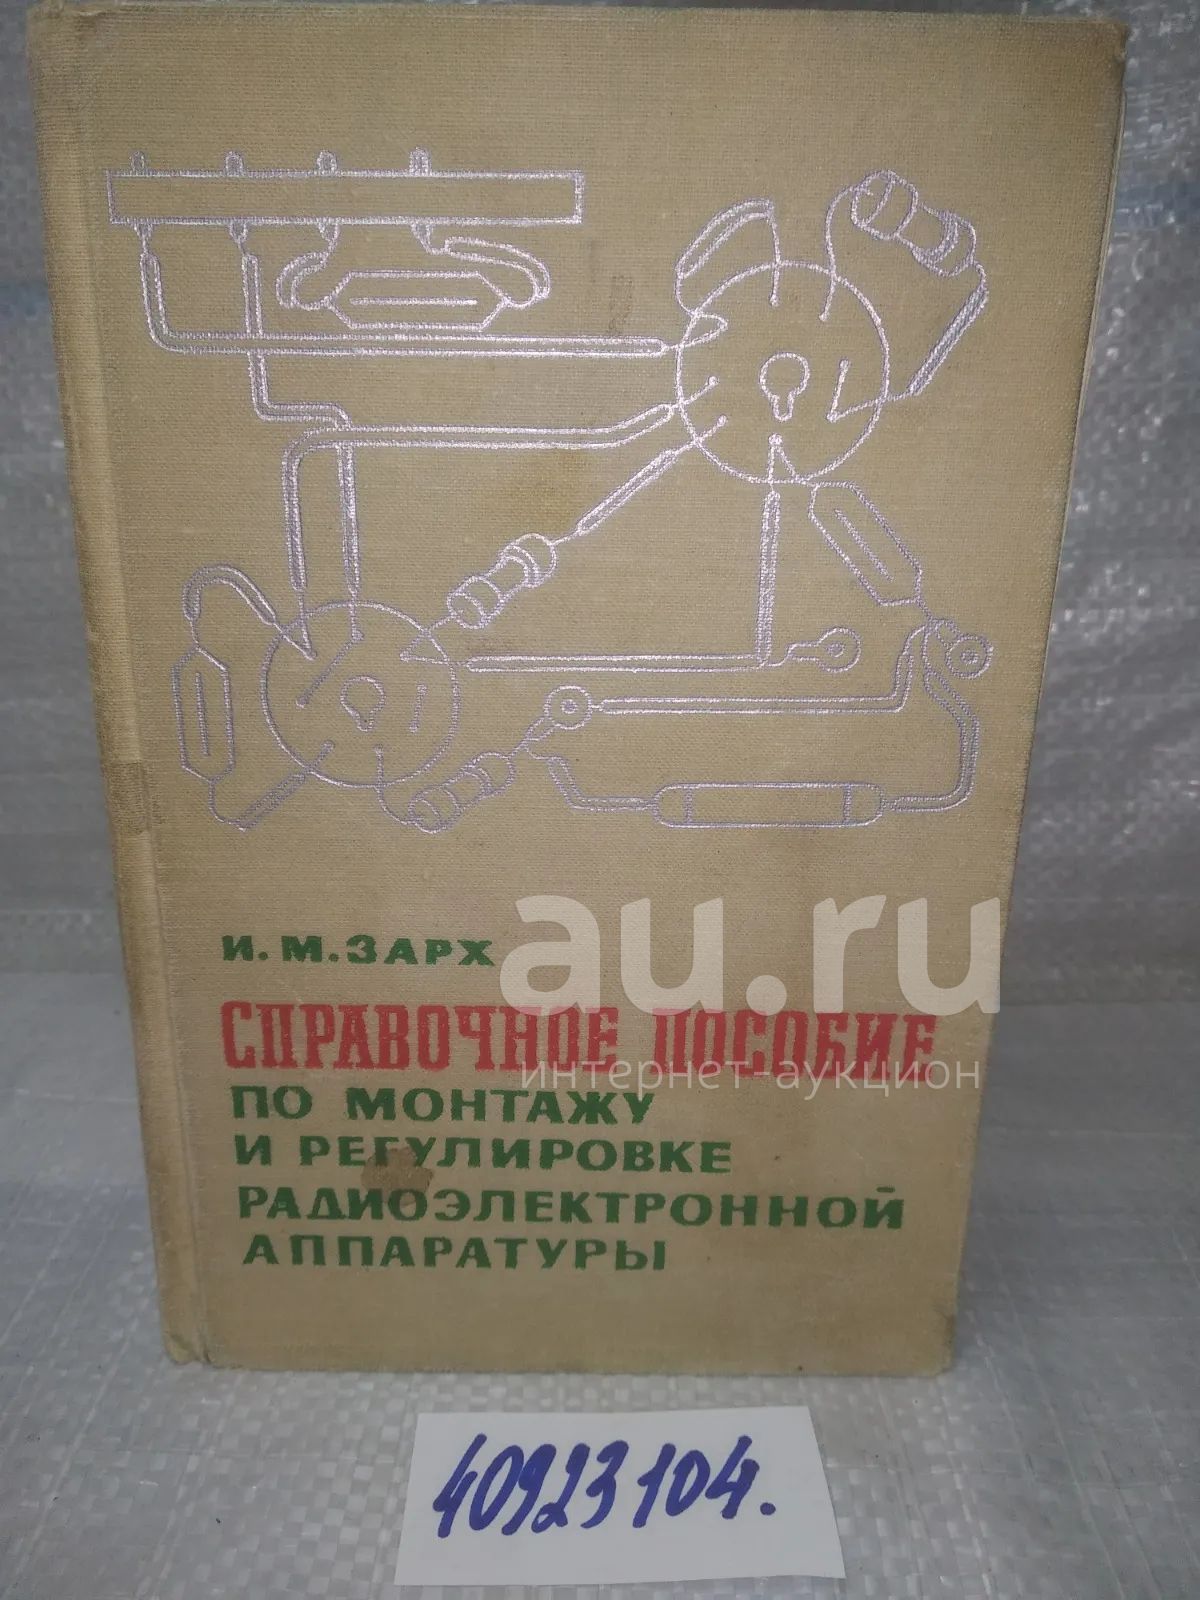 И. М. ЗАРХ
au.ru
СПРАВОЧНОЕ ПОСОБИЕ
интернет-аукцион
ПО МОНТАЖУ
И РЕГУЛИРОВКЕ
РАДИОЭЛЕКТРОННОЙ
АППАРАТУРЫ
40923104.